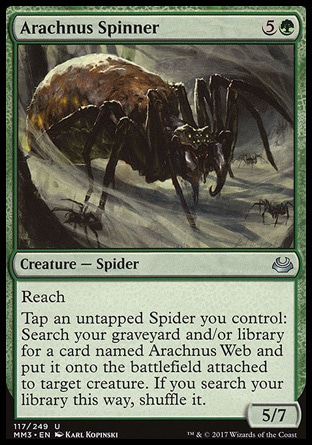 Arachnus Spinner 5
Creature — Spider
Reach
Tap an untapped Spider you control:
Search your graveyard and/or library
for a card named Arachnus Web and
put it onto the battlefield attached
to target creature. If you search your
library this way, shuffle it.
5/7
117/249 U
MM3 • EN Karl Kopinski
™ & © 2017 Wizards of the Coast